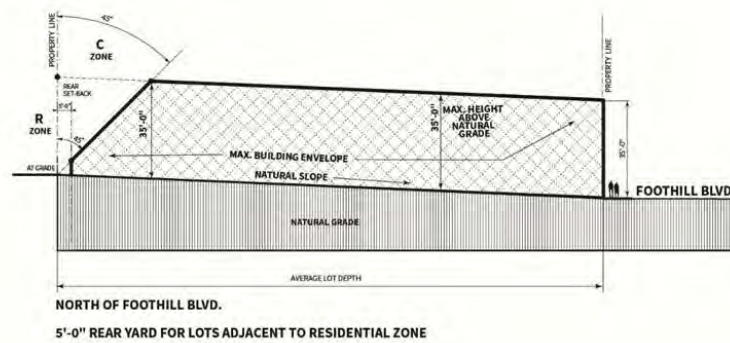 PROPERTY LINE
45°
C
ZONE
PROPERTY LINE
REAR
SET-BACK
5'-0"
R
ZONE
45°
35'-0"
35'-0"
MAX. HEIGHT
ABOVE
NATURAL
GRADE
35'-0"
MAX. BUILDING ENVELOPE
AT GRADE
NATURAL SLOPE
FOOTHILL BLVD
NATURAL GRADE
AVERAGE LOT DEPTH
NORTH OF FOOTHILL BLVD.
5'-0" REAR YARD FOR LOTS ADJACENT TO RESIDENTIAL ZONE